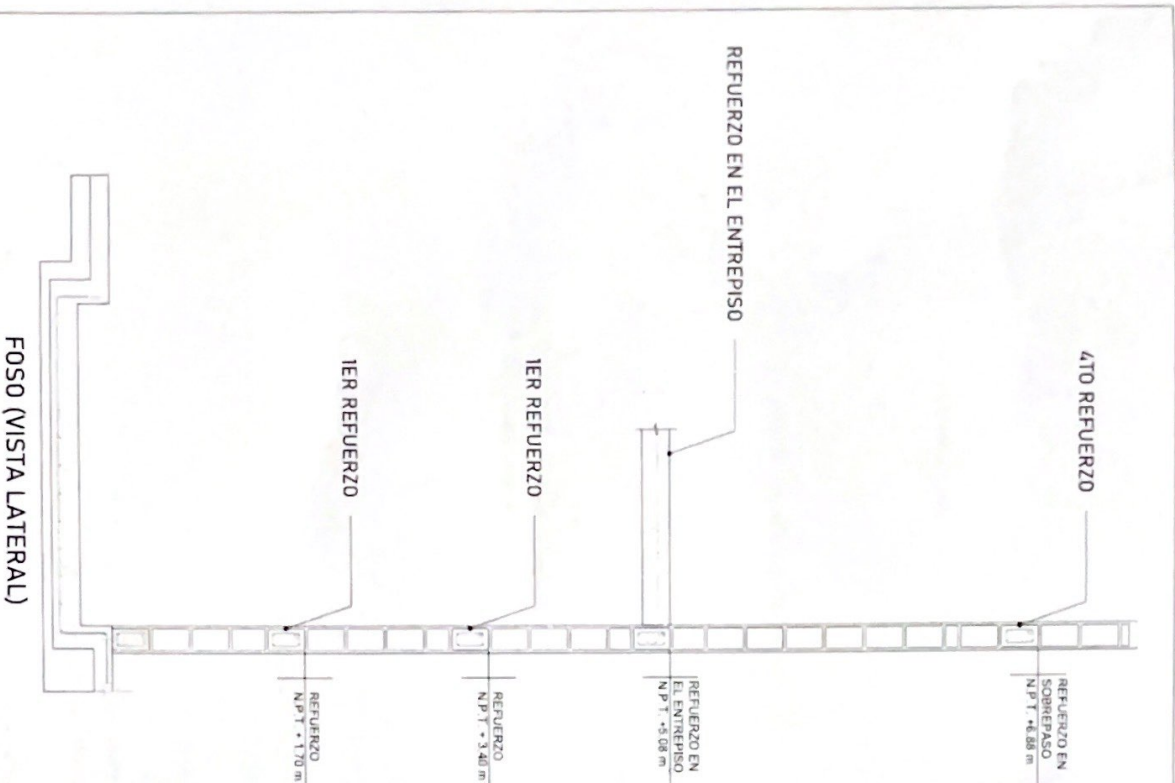 4TO REFUERZO
REFUERZO EN
SOBREPASO
N.P.T. +6.88 m
REFUERZO EN EL ENTREPISO
REFUERZO EN
EL ENTREPISO
N.P.T. +5.08 m
1ER REFUERZO
REFUERZO
N.P.T. + 3.40 m
1ER REFUERZO
REFUERZO
N.P.T. + 1.70 m
FOSO (VISTA LATERAL)